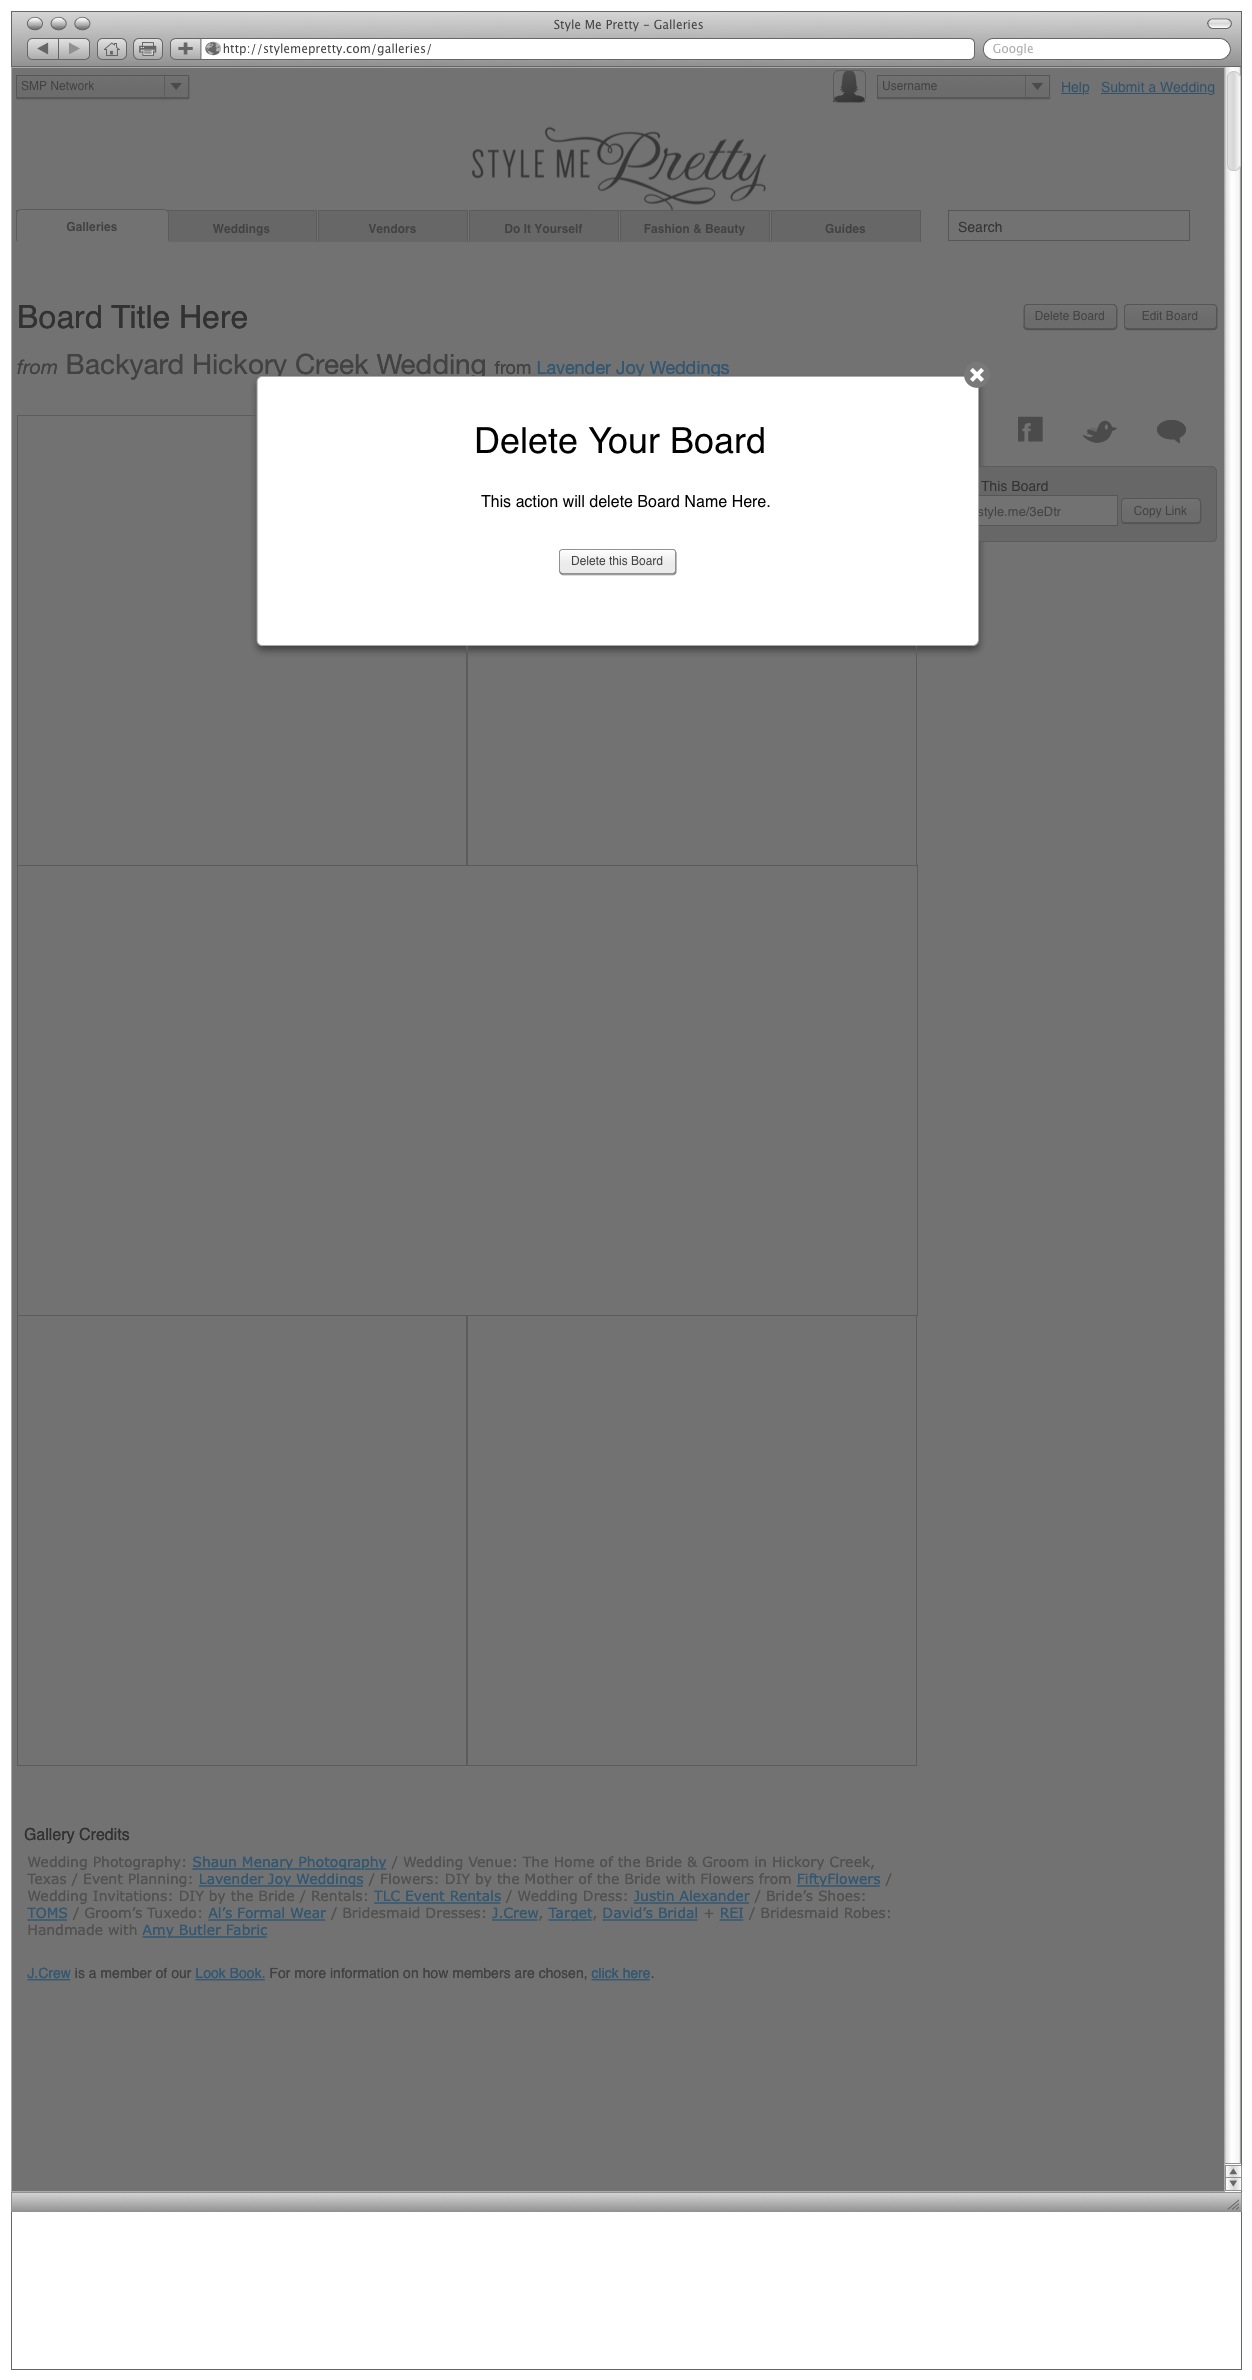 Style Me Pretty – Galleries
http://stylemepretty.com/galleries/
Google
SMP Network
Username
Help
Submit a Wedding
STYLE ME Pretty
Galleries
Weddings
Vendors
Do It Yourself
Fashion & Beauty
Guides
Search
Board Title Here
Delete Board
Edit Board
from Backyard Hickory Creek Wedding from Lavender Joy Weddings
Delete Your Board
This action will delete Board Name Here.
Delete this Board
This Board
style.me/3eDtr
Copy Link
Gallery Credits
Wedding Photography: Shaun Menary Photography / Wedding Venue: The Home of the Bride & Groom in Hickory Creek,
Texas / Event Planning: Lavender Joy Weddings / Flowers: DIY by the Mother of the Bride with Flowers from FiftyFlowers /
Wedding Invitations: DIY by the Bride / Rentals: TLC Event Rentals / Wedding Dress: Justin Alexander / Bride's Shoes:
TOMS / Groom's Tuxedo: Al's Formal Wear / Bridesmaid Dresses: J.Crew, Target, David's Bridal + REI / Bridesmaid Robes:
Handmade with Amy Butler Fabric
J.Crew is a member of our Look Book. For more information on how members are chosen, click here.